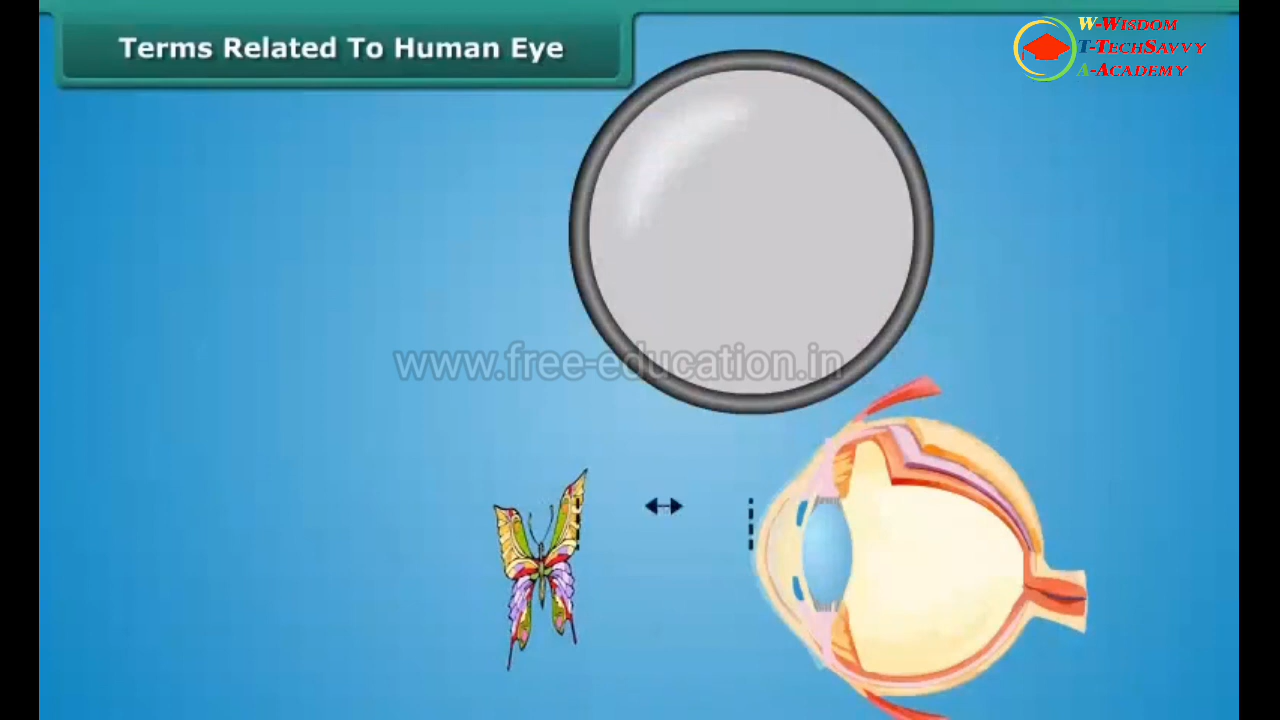 Terms Related To Human Eye
W-Wisdom
T-TechSavvy
A-Academy
www.free-education.in